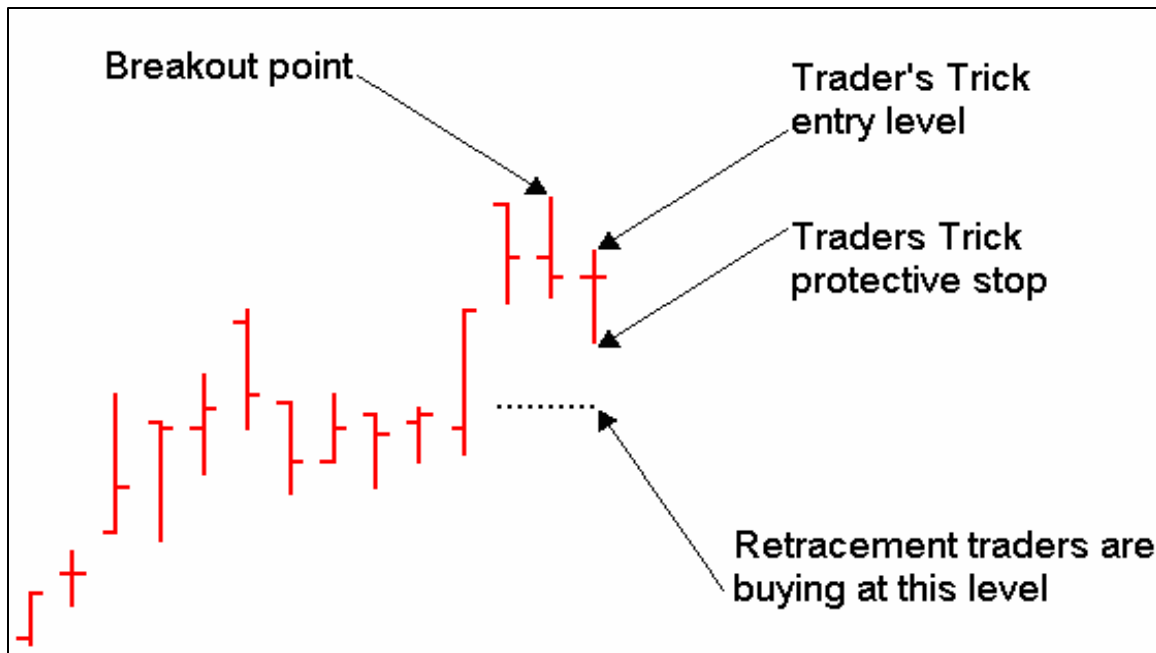 Breakout point
Trader's Trick
entry level
Traders Trick
protective stop
Retracement traders are
buying at this level